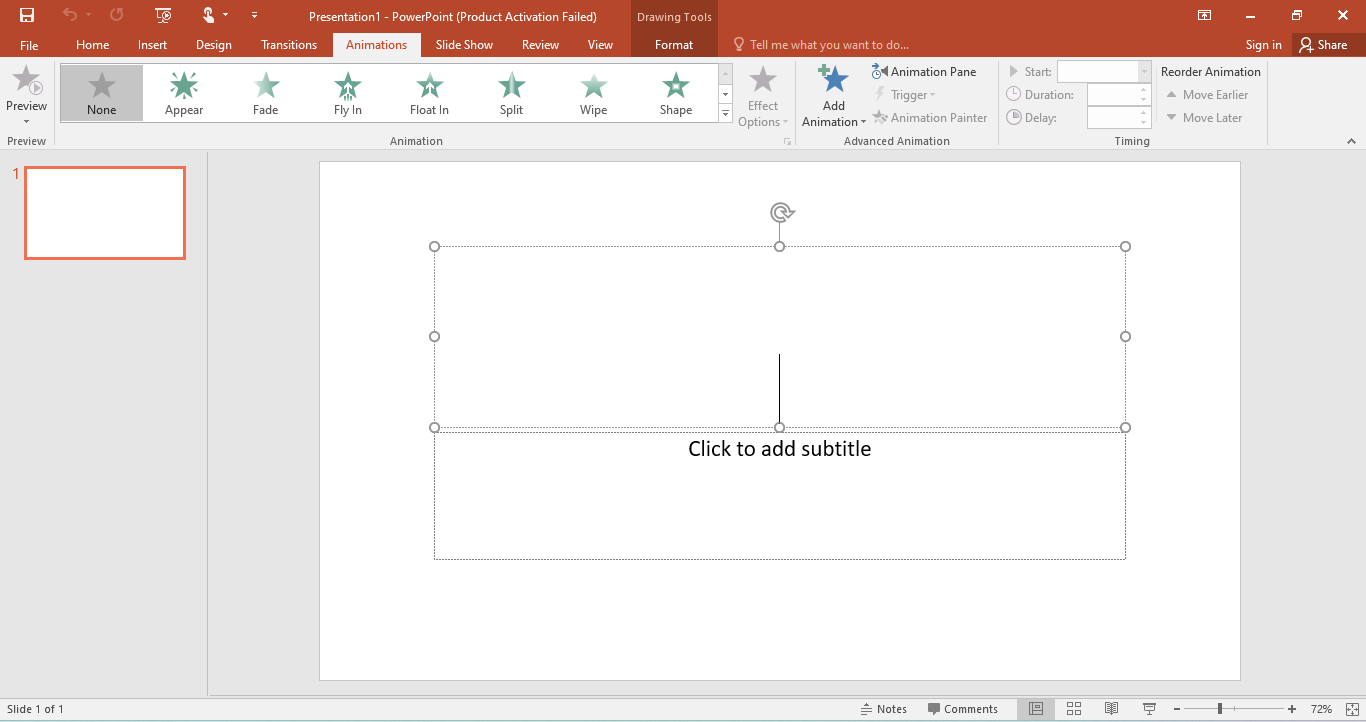 Presentation1 - PowerPoint (Product Activation Failed)
Drawing Tools
File
Home
Insert
Design
Transitions
Animations
Slide Show
Review
View
Format
Tell me what you want to do...
Sign in
Share
Preview
None
Appear
Fade
Fly In
Float In
Split
Wipe
Shape
Effect
Options
Add
Animation
Animation Pane
Trigger
Animation Painter
Start:
Duration:
Delay:
Reorder Animation
Move Earlier
Move Later
Preview
Animation
Advanced Animation
Timing
1
Click to add subtitle
Slide 1 of 1
Notes
Comments
72%